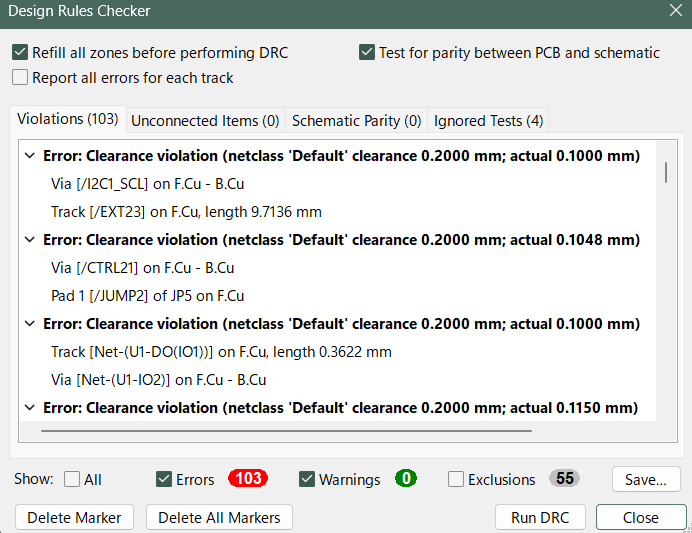 Design Rules Checker
Refill all zones before performing DRC
Test for parity between PCB and schematic
Report all errors for each track
Violations (103)
Unconnected Items (0)
Schematic Parity (0)
Ignored Tests (4)
Error: Clearance violation (netclass 'Default' clearance 0.2000 mm; actual 0.1000 mm)
Via [/I2C1_SCL] on F.Cu - B.Cu
Track [/EXT23] on F.Cu, length 9.7136 mm
Error: Clearance violation (netclass 'Default' clearance 0.2000 mm; actual 0.1048 mm)
Via [/CTRL21] on F.Cu - B.Cu
Pad 1 [/JUMP2] of JP5 on F.Cu
Error: Clearance violation (netclass 'Default' clearance 0.2000 mm; actual 0.1000 mm)
Track [Net-(U1-DO(IO1))] on F.Cu, length 0.3622 mm
Via [Net-(U1-IO2)] on F.Cu - B.Cu
Error: Clearance violation (netclass 'Default' clearance 0.2000 mm; actual 0.1150 mm)
Show:
All
Errors
103
Warnings
0
Exclusions
55
Save...
Delete Marker
Delete All Markers
Run DRC
Close